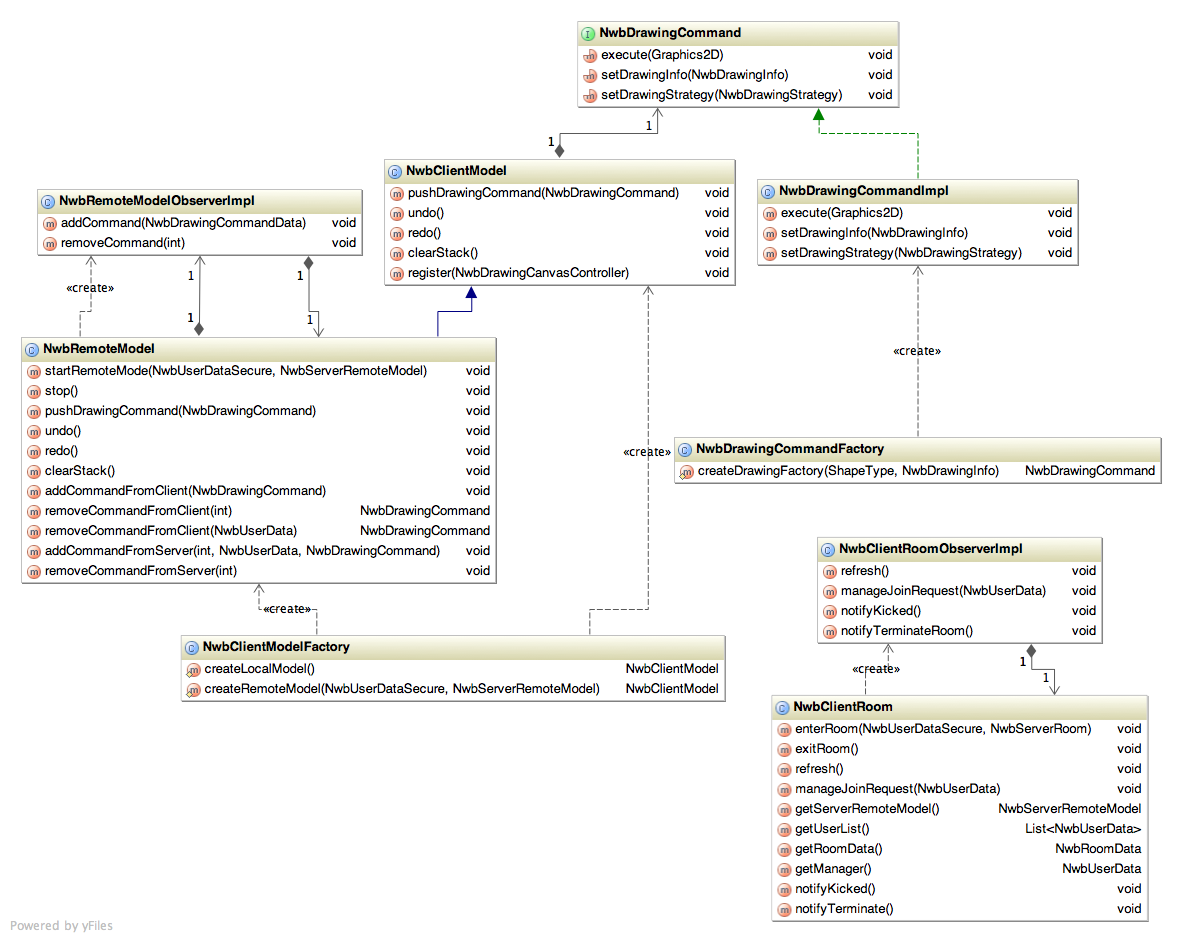 NwbDrawingCommand
execute(Graphics2D) void
setDrawingInfo(NwbDrawingInfo) void
setDrawingStrategy(NwbDrawingStrategy) void
1
1
NwbClientModel
pushDrawingCommand(NwbDrawingCommand) void
undo() void
redo() void
clearStack() void
register(NwbDrawingCanvasController) void
NwbDrawingCommandImpl
execute(Graphics2D) void
setDrawingInfo(NwbDrawingInfo) void
setDrawingStrategy(NwbDrawingStrategy) void
NwbRemoteModelObserverImpl
addCommand(NwbDrawingCommandData) void
removeCommand(int) void
«create»
1
1
1
1
NwbRemoteModel
startRemoteMode(NwbUserDataSecure, NwbServerRemoteModel) void
stop() void
pushDrawingCommand(NwbDrawingCommand) void
undo() void
redo() void
clearStack() void
addCommandFromClient(NwbDrawingCommand) void
removeCommandFromClient(int) NwbDrawingCommand
removeCommandFromClient(NwbUserData) NwbDrawingCommand
addCommandFromServer(int, NwbUserData, NwbDrawingCommand) void
removeCommandFromServer(int) void
«create»
«create»
NwbDrawingCommandFactory
createDrawingFactory(ShapeType, NwbDrawingInfo) NwbDrawingCommand
«create»
NwbClientModelFactory
createLocalModel() NwbClientModel
createRemoteModel(NwbUserDataSecure, NwbServerRemoteModel) NwbClientModel
NwbClientRoomObserverImpl
refresh() void
manageJoinRequest(NwbUserData) void
notifyKicked() void
notifyTerminateRoom() void
«create»
1
1
NwbClientRoom
enterRoom(NwbUserDataSecure, NwbServerRoom) void
exitRoom() void
refresh() void
manageJoinRequest(NwbUserData) void
getServerRemoteModel() NwbServerRemoteModel
getUserList() List<NwbUserData>
getRoomData() NwbRoomData
getManager() NwbUserData
notifyKicked() void
notifyTerminate() void
Powered by yFiles